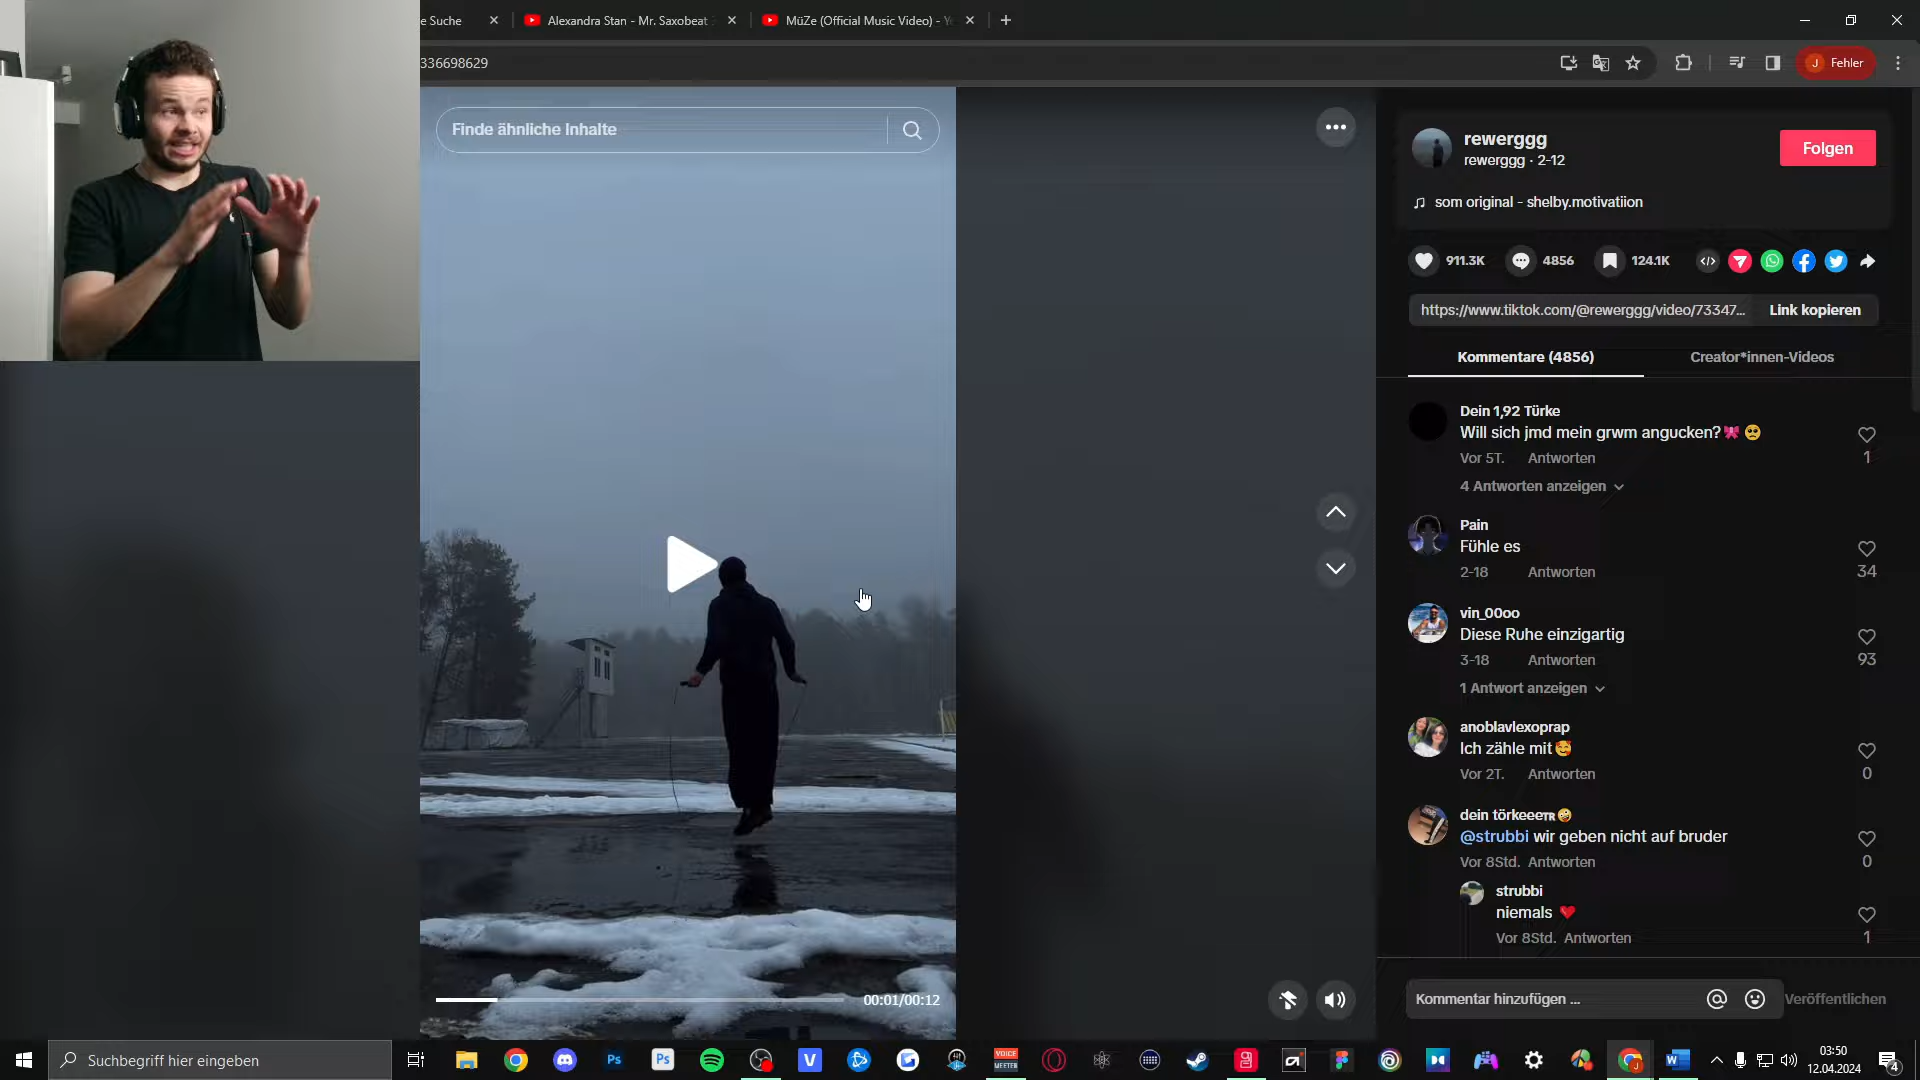 e Suche
Alexandra Stan - Mr. Saxobeat
MüZe (Official Music Video) - Y
336698629
J Fehler
Finde ähnliche Inhalte
00:01/00:12
rewerggg
rewerggg · 2-12
Folgen
som original - shelby.motivatiion
911.3K 4856 124.1K
https://www.tiktok.com/@rewerggg/video/73347... Link kopieren
Kommentare (4856) Creator*innen-Videos
Dein 1,92 Türke
Will sich jmd mein grwm angucken?🎀🥺
Vor 5T. Antworten 1
4 Antworten anzeigen
Pain
Fühle es
2-18 Antworten 34
vin_00oo
Diese Ruhe einzigartig
3-18 Antworten 93
1 Antwort anzeigen
anoblavlexoprap
Ich zähle mit🥰
Vor 2T. Antworten 0
dein törkeeeTR🤪
@strubbi wir geben nicht auf bruder
Vor 8Std. Antworten 0
strubbi
niemals ❤️
Vor 8Std. Antworten 1
Kommentar hinzufügen ... Veröffentlichen
Suchbegriff hier eingeben
Ps
Ps
VOICE
MEETER
03:50
12.04.2024
4